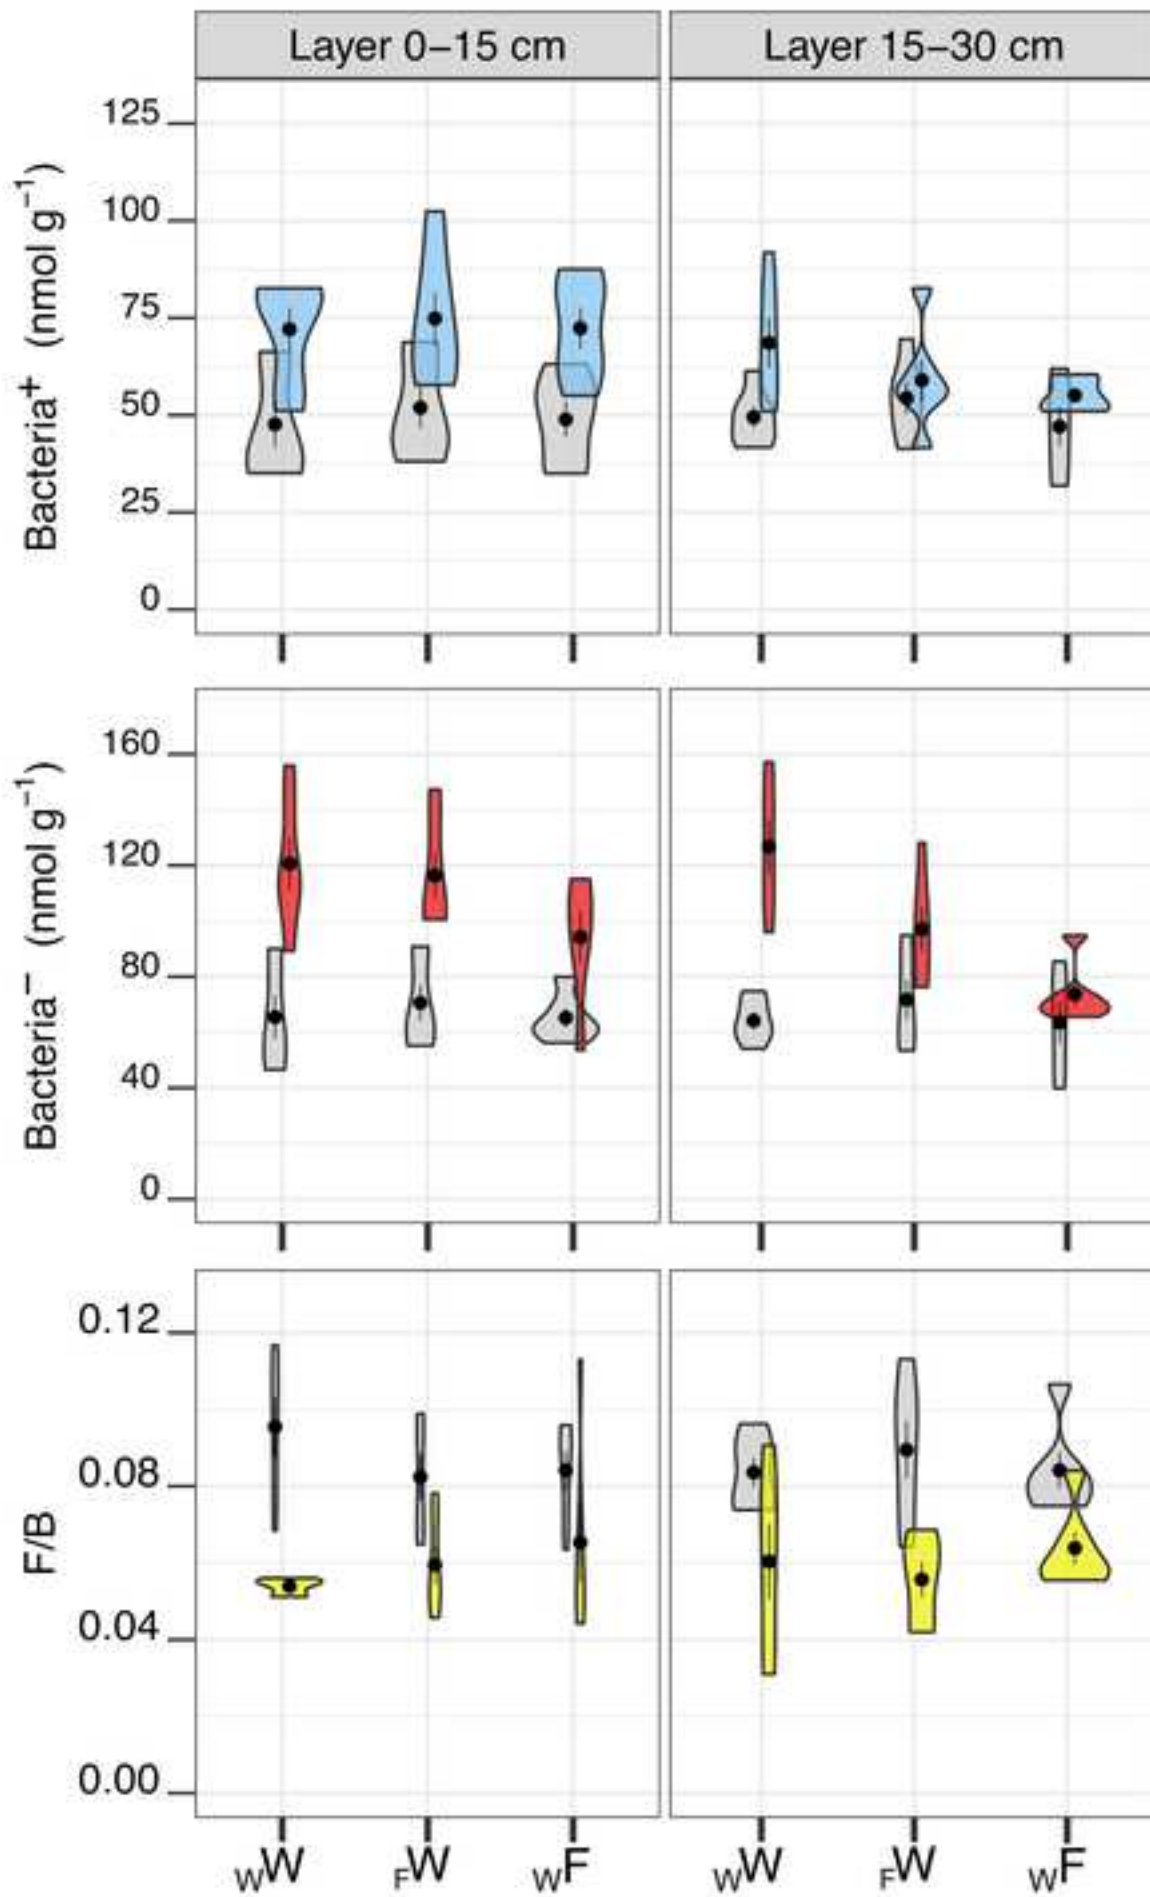 Layer 0–15 cm
Layer 15–30 cm
Bacteria⁺ (nmol g⁻¹)
125
100
75
50
25
0
Bacteria⁻ (nmol g⁻¹)
160
120
80
40
0
F/B
0.12
0.08
0.04
0.00
wW
FW
wF
wW
FW
wF